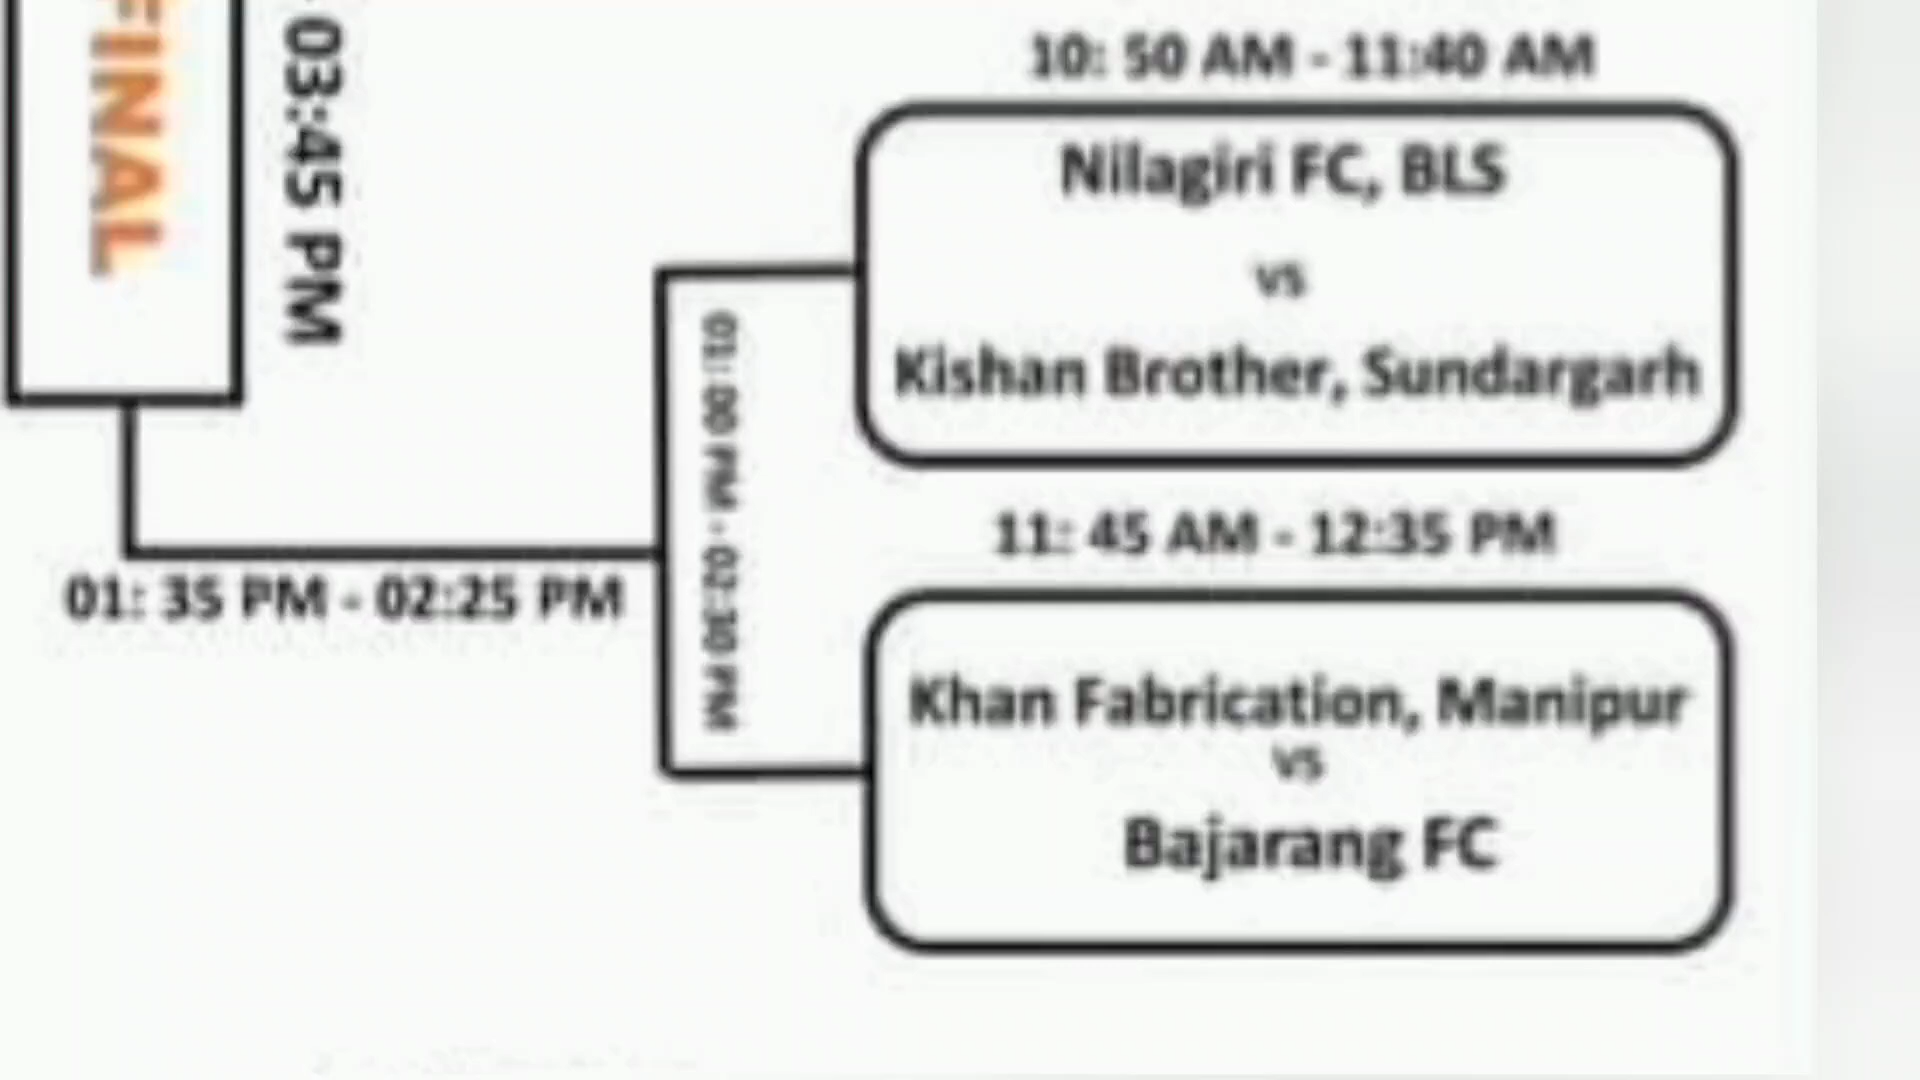 FINAL
03:45 PM
10: 50 AM - 11:40 AM
Nilagiri FC, BLS
vs
Kishan Brother, Sundargarh
01: 00 PM - 02:30 PM
11: 45 AM - 12:35 PM
01: 35 PM - 02:25 PM
Khan Fabrication, Manipur
vs
Bajarang FC